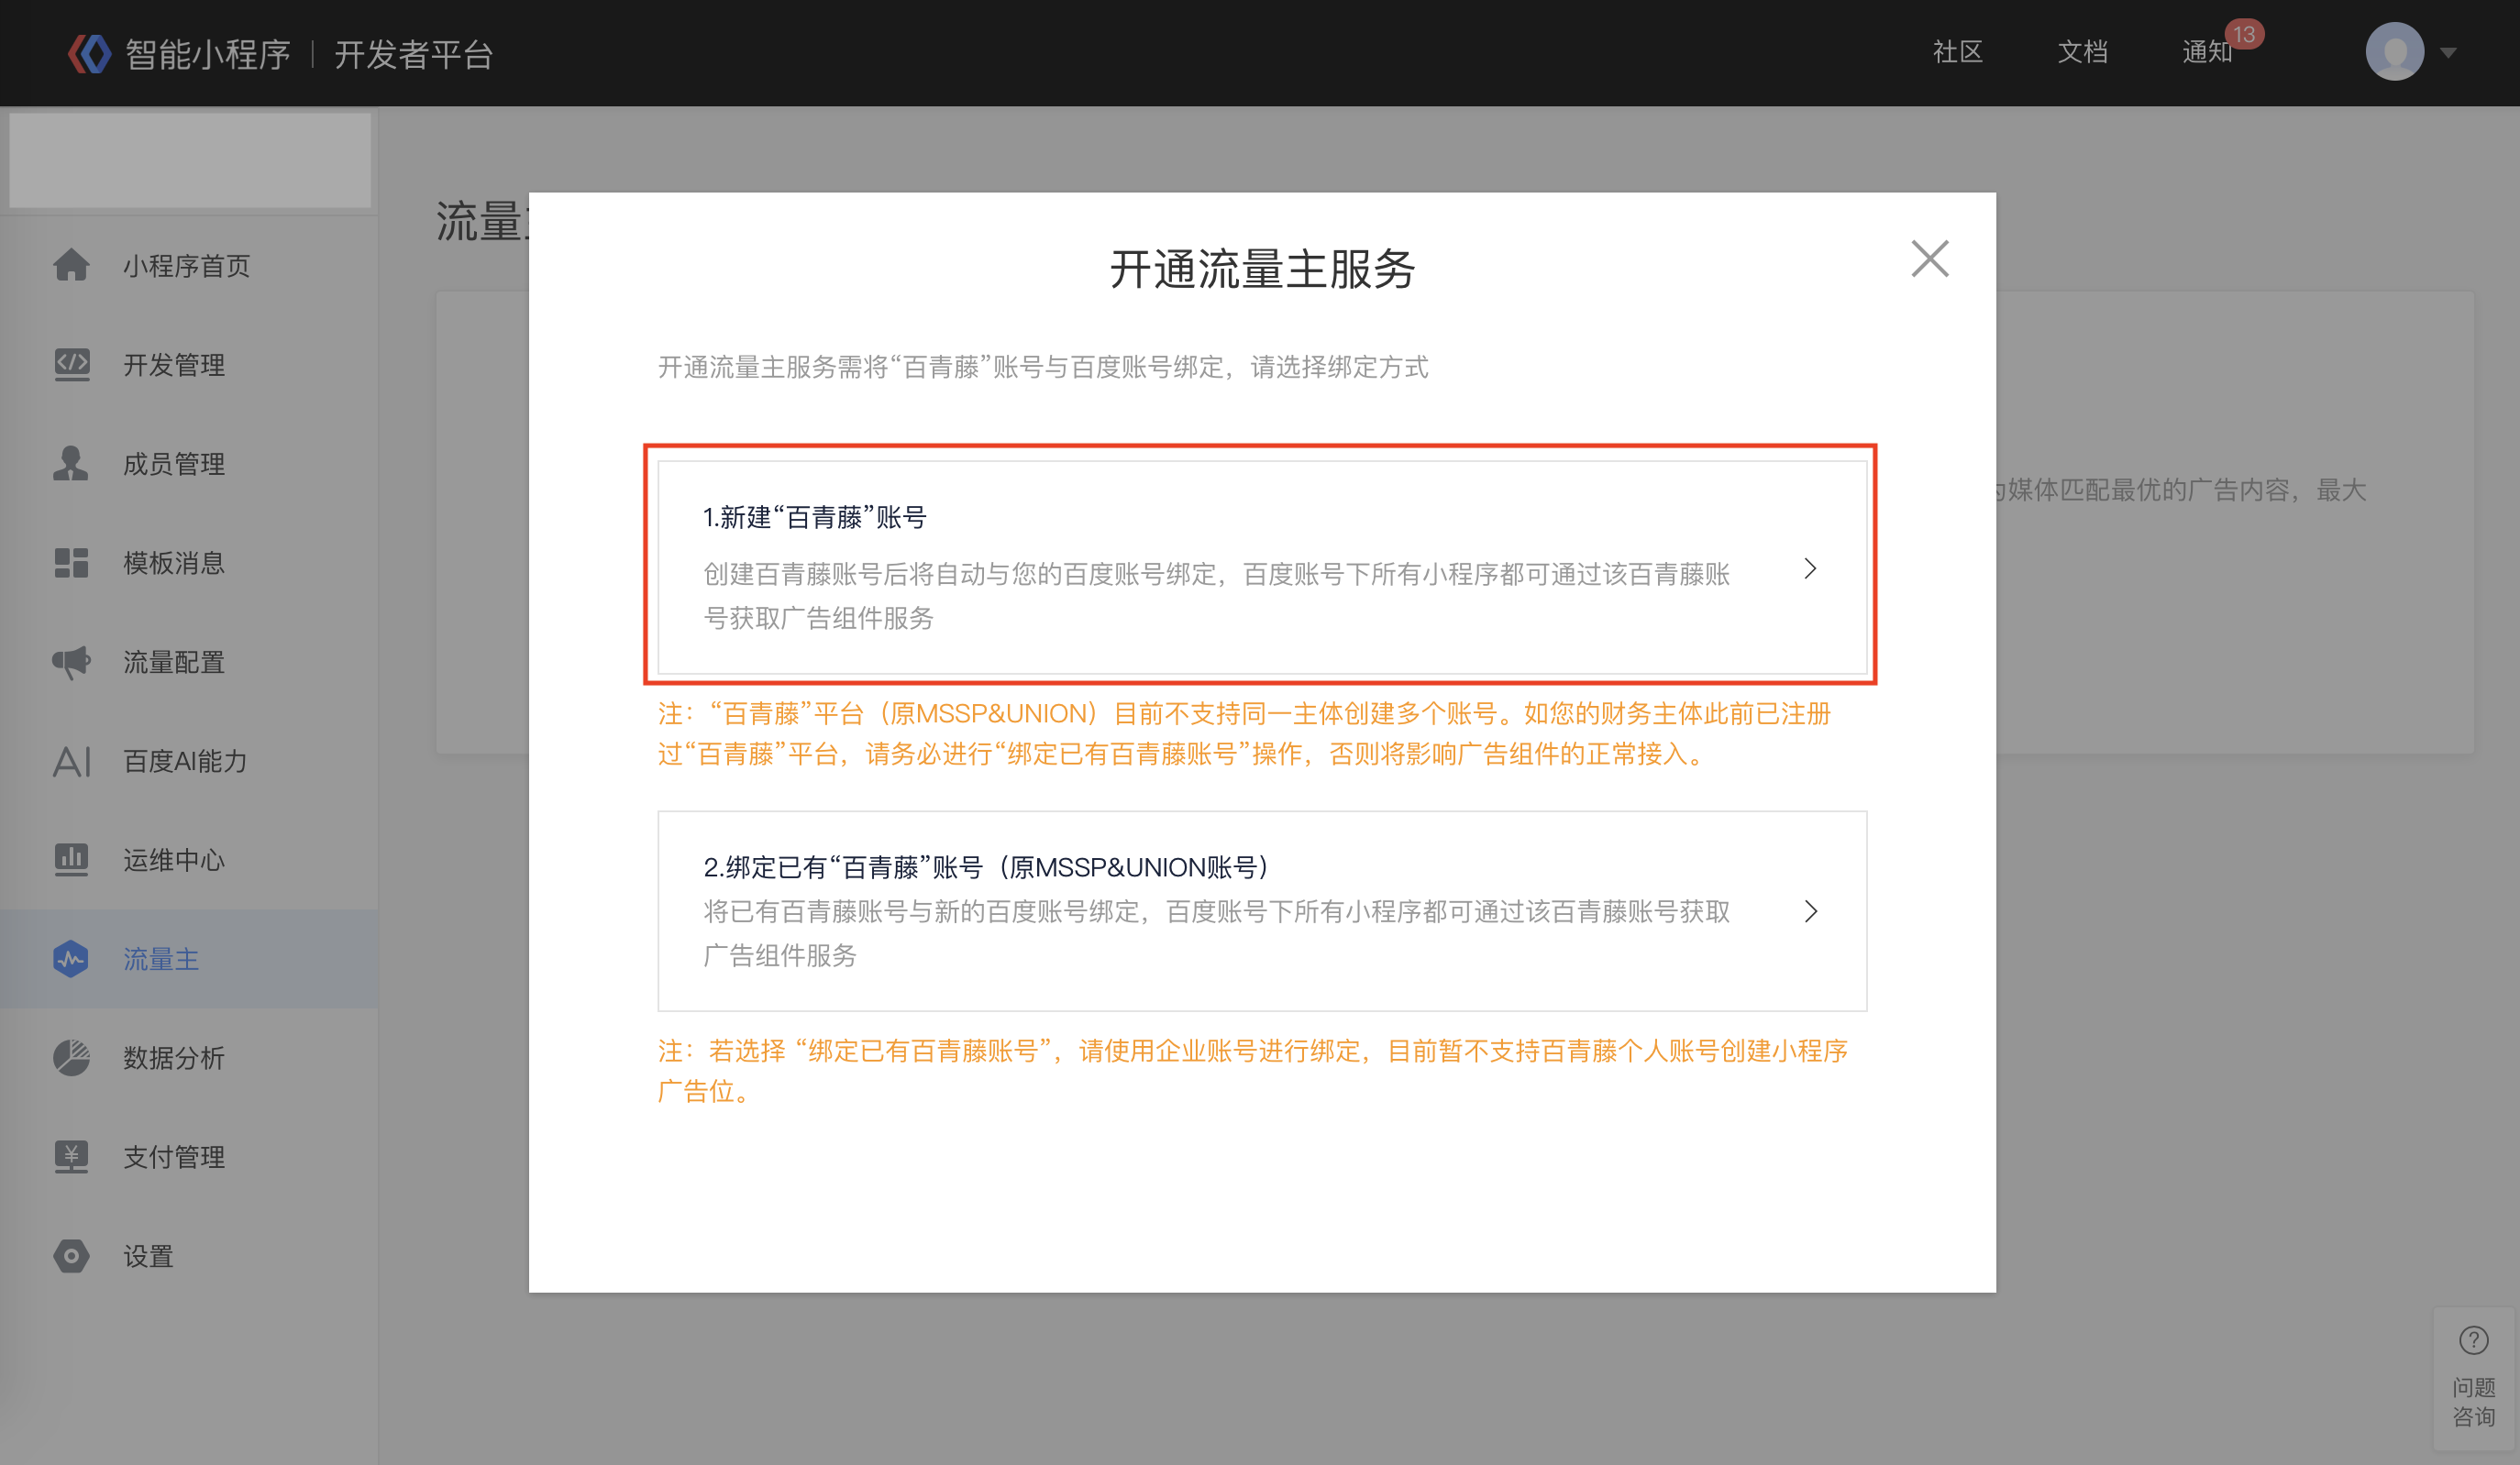 智能小程序 | 开发者平台
社区
文档
通知
13
小程序首页
开发管理
成员管理
模板消息
流量配置
百度AI能力
运维中心
流量主
数据分析
支付管理
设置
流量
开通流量主服务
开通流量主服务需将“百青藤”账号与百度账号绑定，请选择绑定方式
1.新建“百青藤”账号
创建百青藤账号后将自动与您的百度账号绑定，百度账号下所有小程序都可通过该百青藤账
号获取广告组件服务
注：“百青藤”平台（原MSSP&UNION）目前不支持同一主体创建多个账号。如您的财务主体此前已注册
过“百青藤”平台，请务必进行“绑定已有百青藤账号”操作，否则将影响广告组件的正常接入。
2.绑定已有“百青藤”账号（原MSSP&UNION账号）
将已有百青藤账号与新的百度账号绑定，百度账号下所有小程序都可通过该百青藤账号获取
广告组件服务
注：若选择 “绑定已有百青藤账号”，请使用企业账号进行绑定，目前暂不支持百青藤个人账号创建小程序
广告位。
媒体匹配最优的广告内容，最大
问题
咨询